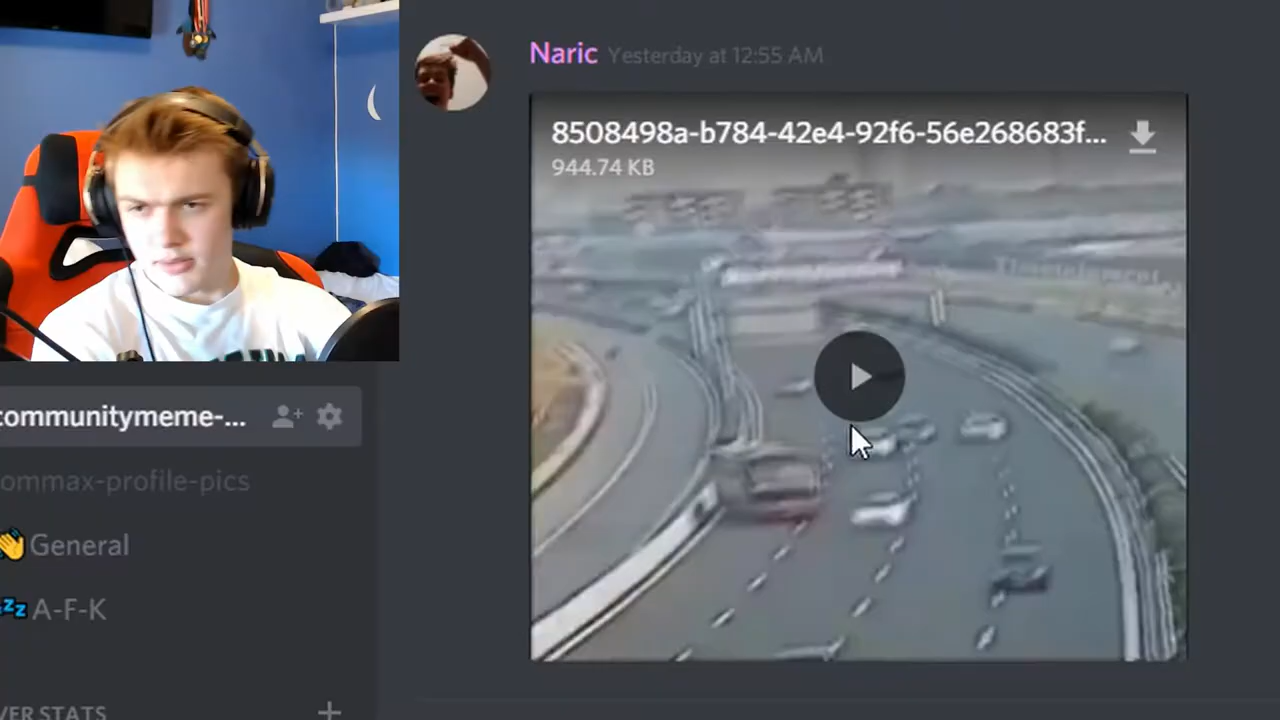 Naric Yesterday at 12:55 AM
8508498a-b784-42e4-92f6-56e268683f...
944.74 KB
communitymeme-...
ommax-profile-pics
👋 General
💤 A-F-K
VER STATS